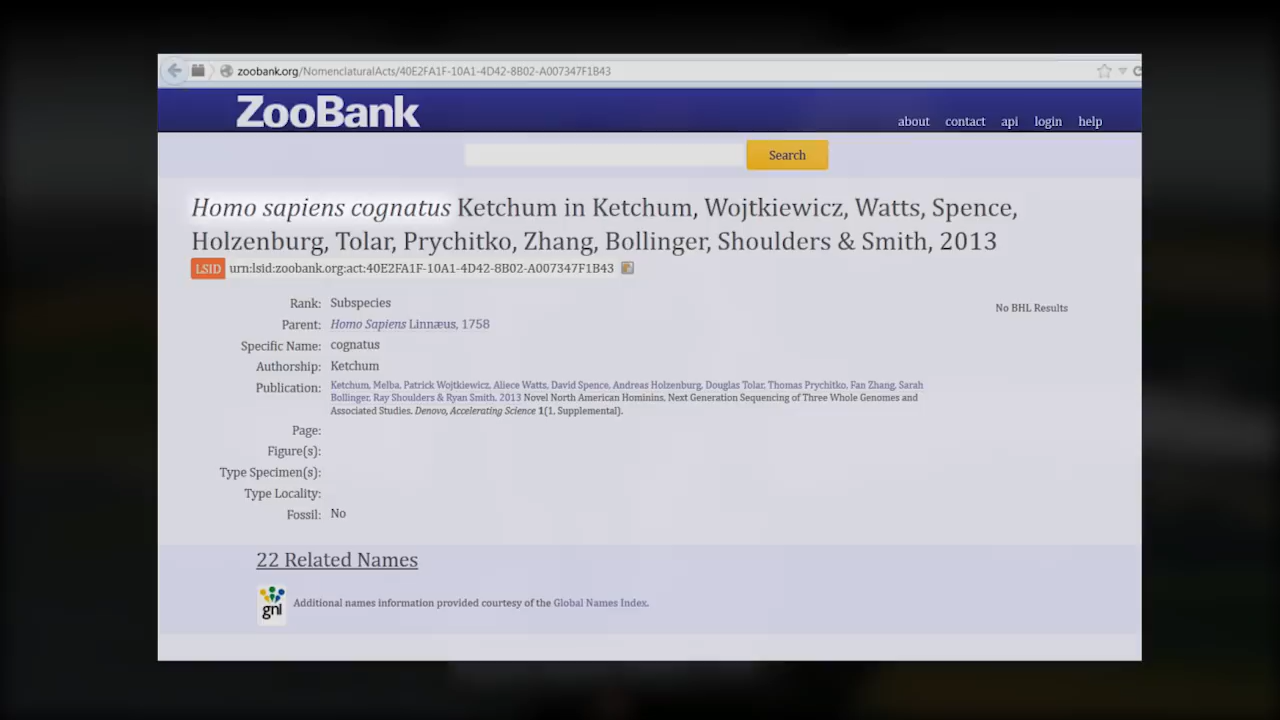 zoobank.org/NomenclaturalActs/40E2FA1F-10A1-4D42-8B02-A007347F1B43
ZooBank
about contact api login help
Search
Homo sapiens cognatus Ketchum in Ketchum, Wojtkiewicz, Watts, Spence,
Holzenburg, Tolar, Prychitko, Zhang, Bollinger, Shoulders & Smith, 2013
LSID urn:lsid:zoobank.org:act:40E2FA1F-10A1-4D42-8B02-A007347F1B43
Rank: Subspecies
No BHL Results
Parent: Homo Sapiens Linnæus, 1758
Specific Name: cognatus
Authorship: Ketchum
Publication: Ketchum, Melba, Patrick Wojtkiewicz, Aliece Watts, David Spence, Andreas Holzenburg, Douglas Tolar, Thomas Prychitko, Fan Zhang, Sarah
Bollinger, Ray Shoulders & Ryan Smith. 2013 Novel North American Hominins, Next Generation Sequencing of Three Whole Genomes and
Associated Studies. Denovo, Accelerating Science 1(1, Supplemental).
Page:
Figure(s):
Type Specimen(s):
Type Locality:
Fossil: No
22 Related Names
gnl Additional names information provided courtesy of the Global Names Index.